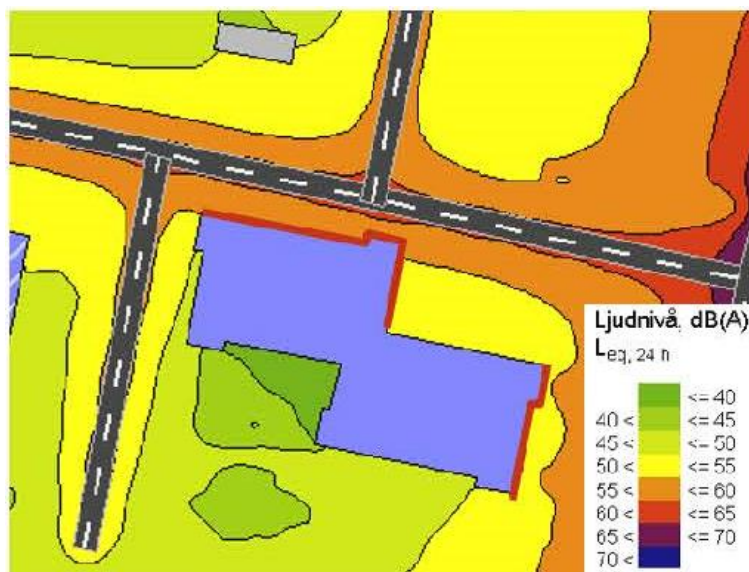 Ljudnivå, dB(A)
Leq, 24 h
<= 40
40 < <= 45
45 < <= 50
50 < <= 55
55 < <= 60
60 < <= 65
65 < <= 70
70 <